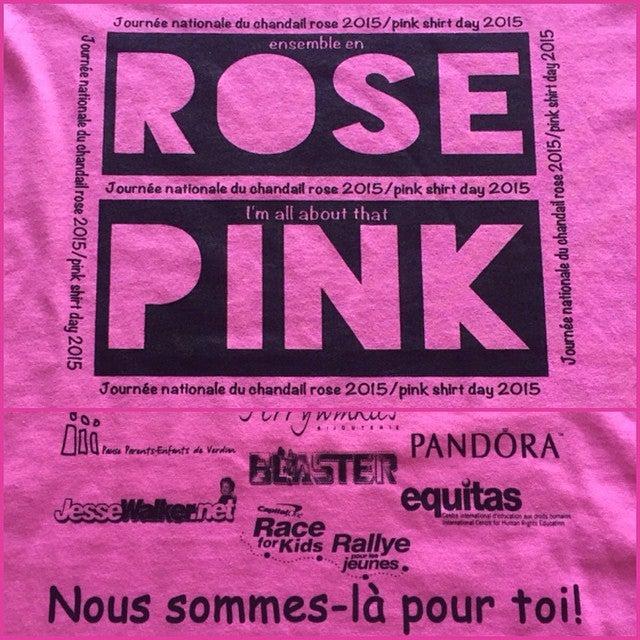 Journée nationale du chandail rose 2015/pink shirt day 2015
Journée nationale du chandail rose 2015/pink shirt day 2015
ensemble en
ROSE
Journée nationale du chandail rose 2015/pink shirt day 2015
Journée nationale du chandail rose 2015/pink shirt day 2015
I'm all about that
PINK
Journée nationale du chandail rose 2015/pink shirt day 2015
BIJOUTERIE
Pause Parents-Enfants de Verdun
BLASTER
PANDÖRA™
JesseWalker.net
equitas
Centre international d'éducation aux droits humains
International Centre for Human Rights Education
Capitale
Race
for Kids
Rallye
pour les
jeunes
Nous sommes-là pour toi!